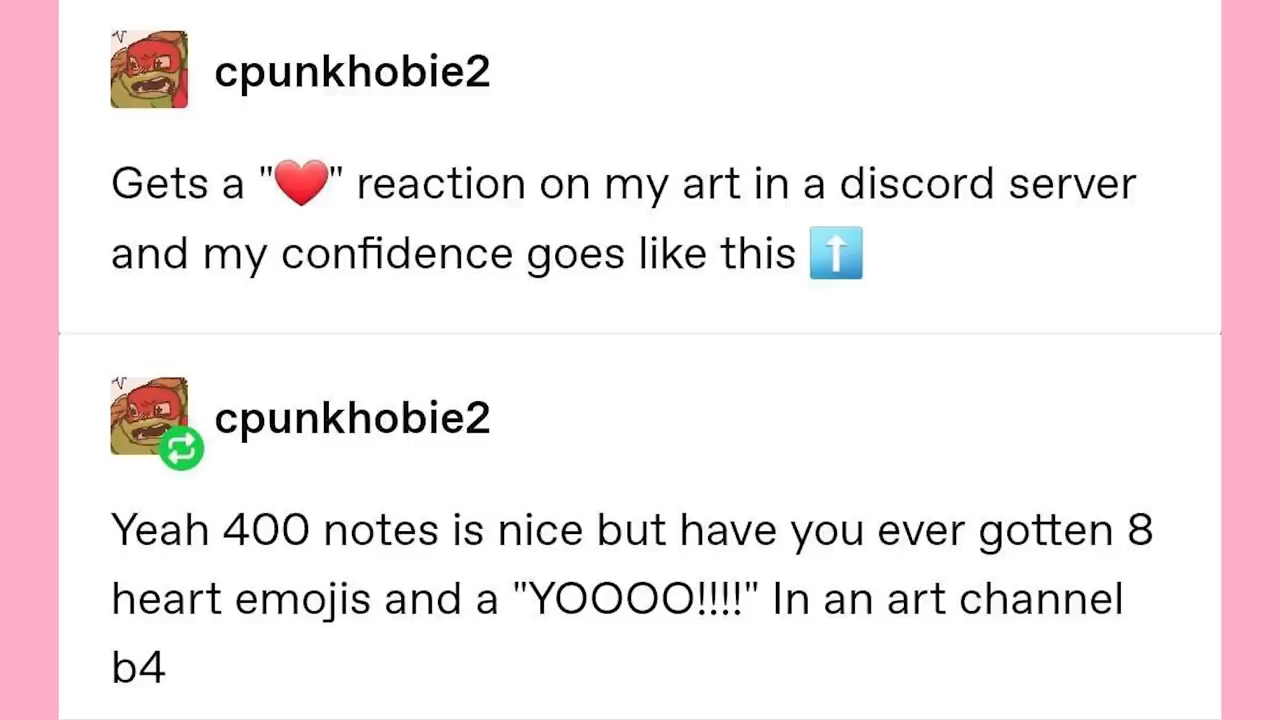 cpunkhobie2
Gets a "❤️" reaction on my art in a discord server
and my confidence goes like this ⬆️
cpunkhobie2
Yeah 400 notes is nice but have you ever gotten 8
heart emojis and a "YOOOO!!!!" In an art channel
b4